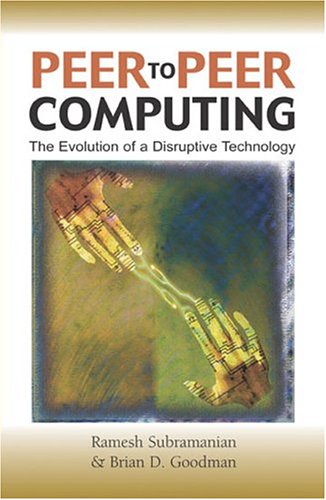 PEER TO PEER
COMPUTING
The Evolution of a Disruptive Technology
Ramesh Subramanian
& Brian D. Goodman